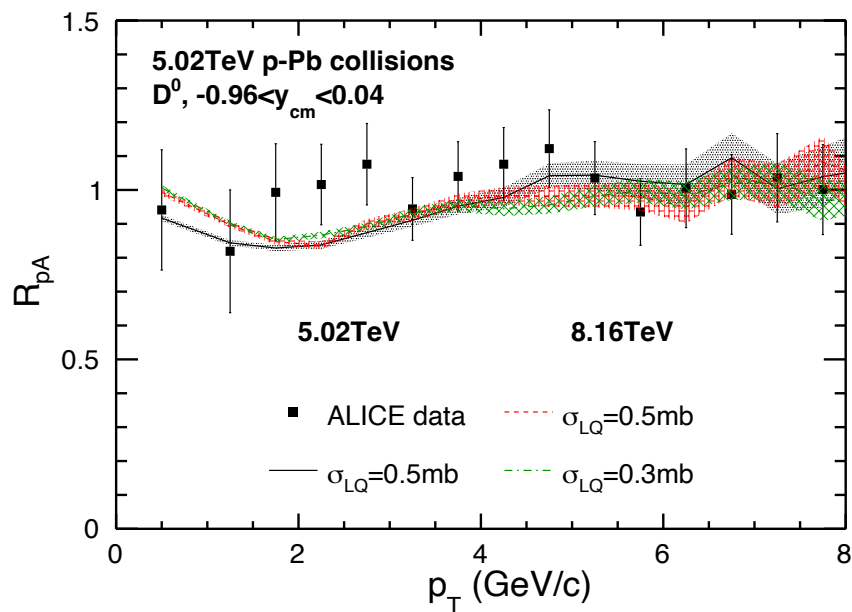 5.02TeV p-Pb collisions
D⁰, -0.96<y_cm<0.04
1.5
1
0.5
0
R_pA
5.02TeV 8.16TeV
ALICE data σ_LQ=0.5mb
σ_LQ=0.5mb σ_LQ=0.3mb
0 2 4 6 8
p_T (GeV/c)